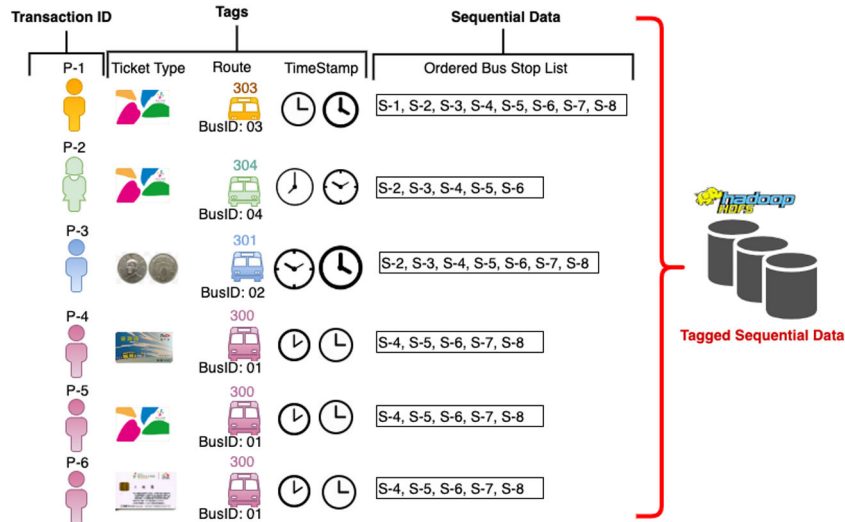 Transaction ID
Tags
Sequential Data
P-1
Ticket Type
Route
TimeStamp
Ordered Bus Stop List
303
BusID: 03
S-1, S-2, S-3, S-4, S-5, S-6, S-7, S-8
P-2
304
BusID: 04
S-2, S-3, S-4, S-5, S-6
hadoop
HDFS
P-3
301
BusID: 02
S-2, S-3, S-4, S-5, S-6, S-7, S-8
Tagged Sequential Data
P-4
300
BusID: 01
S-4, S-5, S-6, S-7, S-8
P-5
300
BusID: 01
S-4, S-5, S-6, S-7, S-8
P-6
300
BusID: 01
S-4, S-5, S-6, S-7, S-8